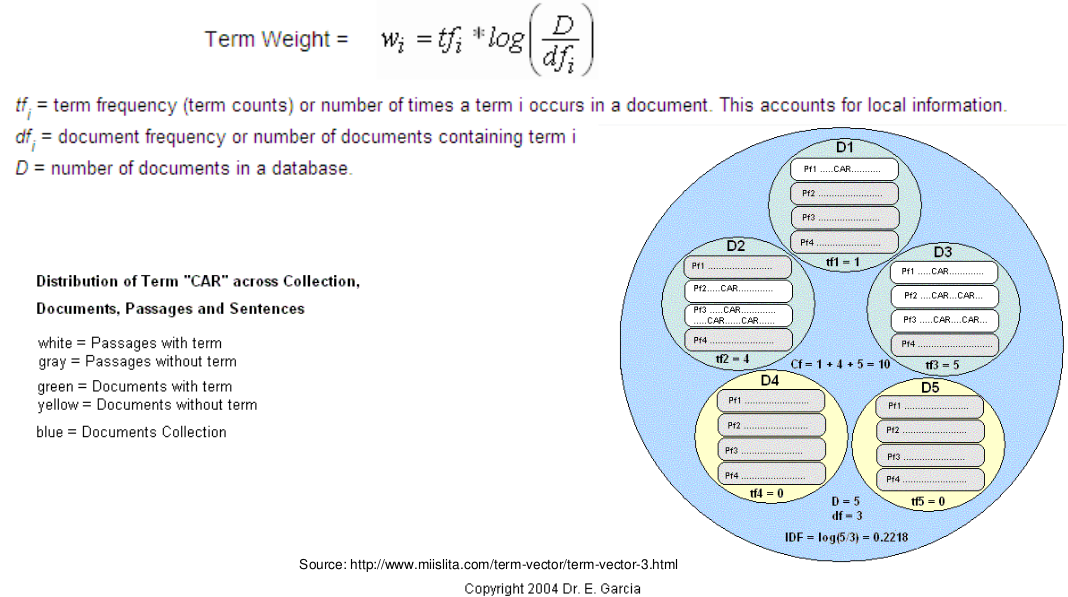 Term Weight = w_i = tf_i * log(D / df_i)
tf_i = term frequency (term counts) or number of times a term i occurs in a document. This accounts for local information.
df_i = document frequency or number of documents containing term i
D = number of documents in a database.
Distribution of Term "CAR" across Collection,
Documents, Passages and Sentences
white = Passages with term
gray = Passages without term
green = Documents with term
yellow = Documents without term
blue = Documents Collection
D1
Pf1 .....CAR...........
Pf2 .........................
Pf3 .........................
Pf4 .........................
tf1 = 1
D2
Pf1 .........................
Pf2.....CAR.............
Pf3 .....CAR.............
.....CAR......CAR......
Pf4 .........................
tf2 = 4
D3
Pf1 .....CAR.............
Pf2 ....CAR...CAR...
Pf3 .....CAR....CAR...
Pf4 .............................
tf3 = 5
Cf = 1 + 4 + 5 = 10
D4
Pf1 .........................
Pf2 .........................
Pf3 ........................
Pf4 .........................
tf4 = 0
D5
Pf1 .........................
Pf2 .........................
Pf3 ........................
Pf4 .........................
tf5 = 0
D = 5
df = 3
IDF = log(5/3) = 0.2218
Source: http://www.miislita.com/term-vector/term-vector-3.html
Copyright 2004 Dr. E. Garcia